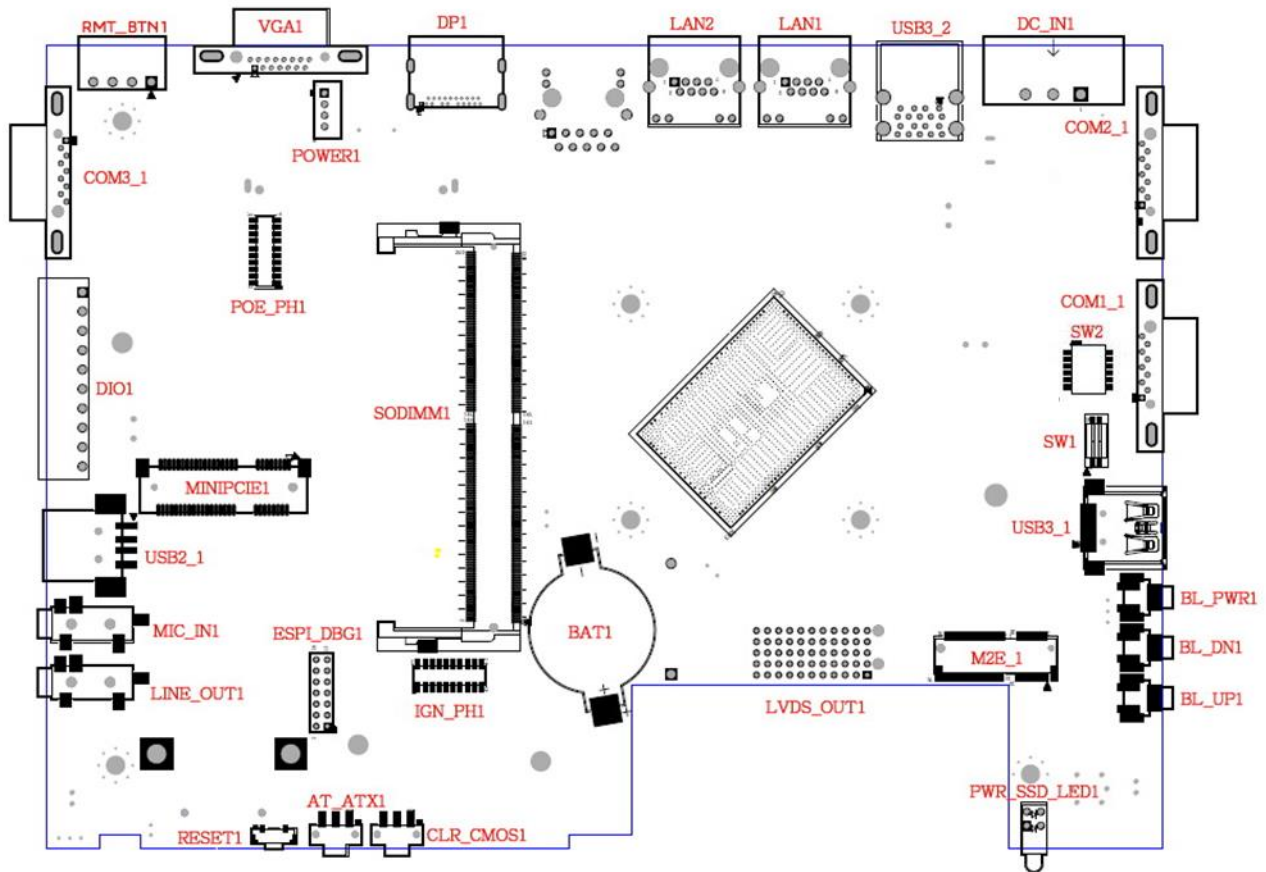 RMT_BTN1
VGA1
DP1
LAN2
LAN1
USB3_2
DC_IN1
COM2_1
POWER1
COM3_1
POE_PH1
COM1_1
SW2
DIO1
SODIMM1
SW1
MINIPCIE1
USB3_1
USB2_1
BL_PWR1
MIC_IN1
ESPI_DBG1
BAT1
BL_DN1
M2E_1
LINE_OUT1
IGN_PH1
LVDS_OUT1
BL_UP1
PWR_SSD_LED1
AT_ATX1
RESET1
CLR_CMOS1